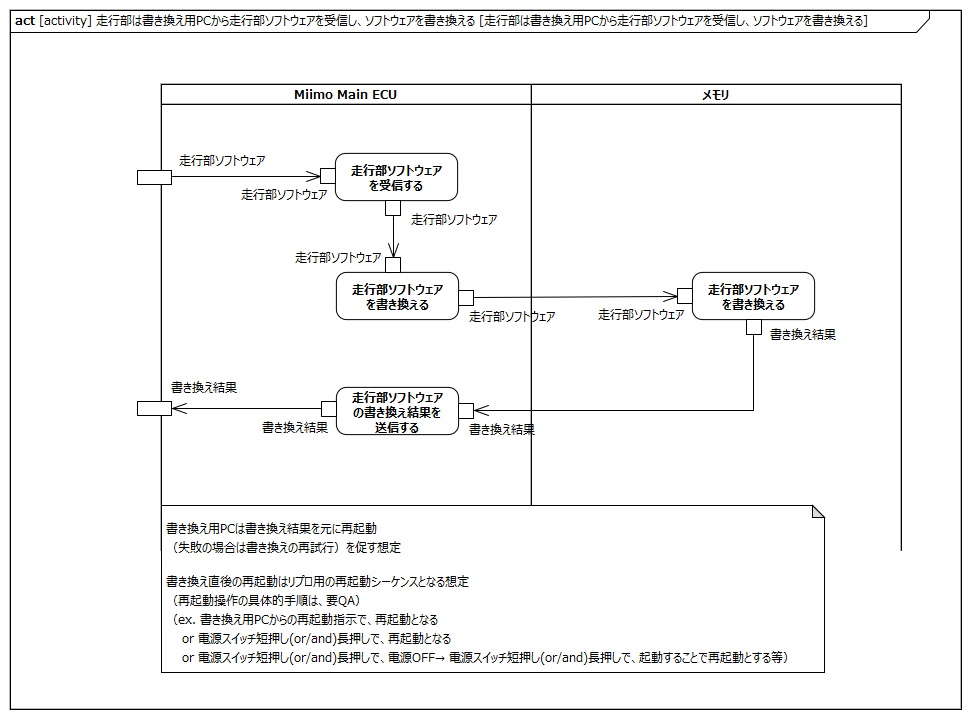 act [activity] 走行部は書き換え用PCから走行部ソフトウェアを受信し、ソフトウェアを書き換える [走行部は書き換え用PCから走行部ソフトウェアを受信し、ソフトウェアを書き換える]
Miimo Main ECU
メモリ
走行部ソフトウェア
走行部ソフトウェア
走行部ソフトウェア
を受信する
走行部ソフトウェア
走行部ソフトウェア
走行部ソフトウェア
を書き換える
走行部ソフトウェア
走行部ソフトウェア
走行部ソフトウェア
を書き換える
書き換え結果
書き換え結果
書き換え結果
走行部ソフトウェア
の書き換え結果を
送信する
書き換え結果
書き換え用PCは書き換え結果を元に再起動
（失敗の場合は書き換えの再試行）を促す想定
書き換え直後の再起動はリプロ用の再起動シーケンスとなる想定
（再起動操作の具体的手順は、要QA）
（ex. 書き換え用PCからの再起動指示で、再起動となる
or 電源スイッチ短押し(or/and)長押しで、再起動となる
or 電源スイッチ短押し(or/and)長押しで、電源OFF→ 電源スイッチ短押し(or/and)長押しで、起動することで再起動とする等）